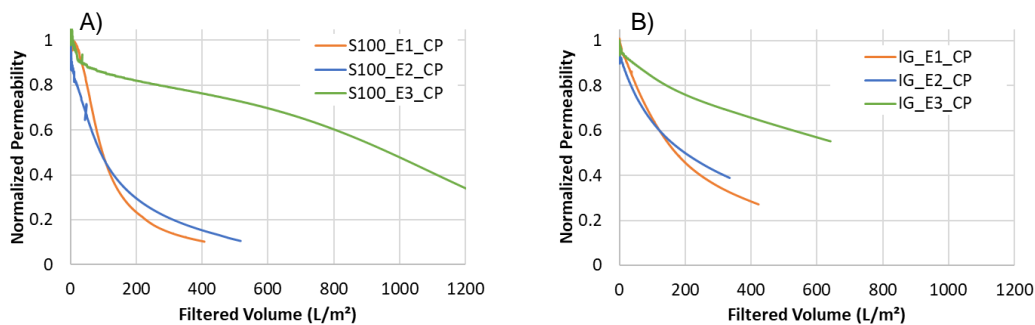 A)
Normalized Permeability
1
0.8
0.6
0.4
0.2
0
0 200 400 600 800 1000 1200
Filtered Volume (L/m²)
S100_E1_CP
S100_E2_CP
S100_E3_CP
B)
Normalized Permeability
1
0.8
0.6
0.4
0.2
0
0 200 400 600 800 1000 1200
Filtered Volume (L/m²)
IG_E1_CP
IG_E2_CP
IG_E3_CP